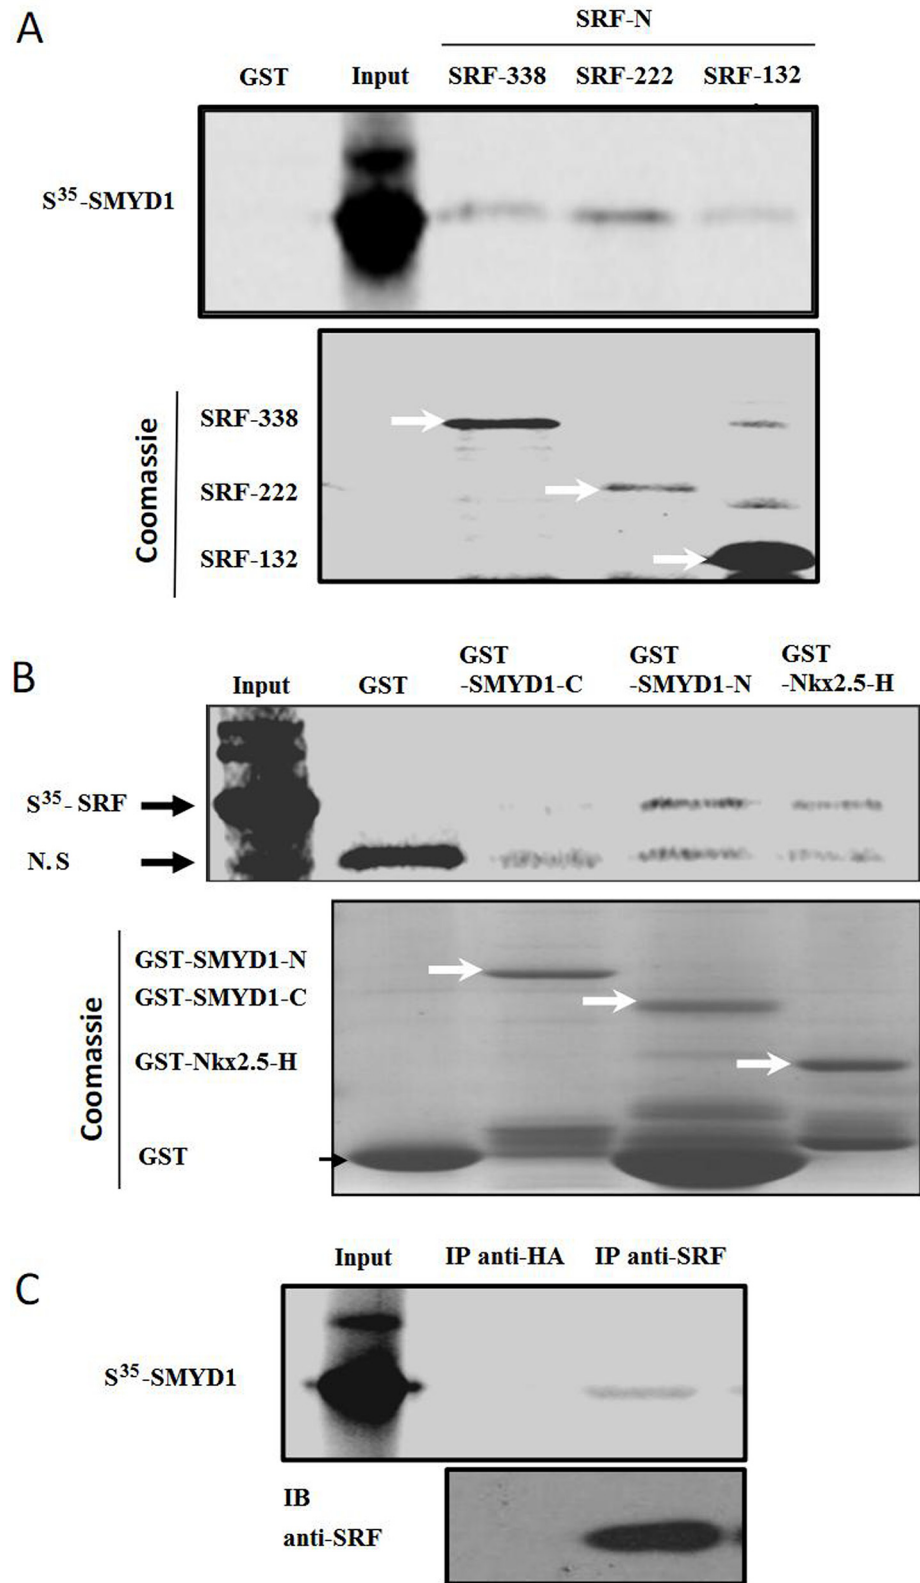 A
SRF-N
GST Input SRF-338 SRF-222 SRF-132
S35-SMYD1
Coomassie
SRF-338
SRF-222
SRF-132
B
Input GST GST -SMYD1-C GST -SMYD1-N GST -Nkx2.5-H
S35-SRF
N.S
Coomassie
GST-SMYD1-N
GST-SMYD1-C
GST-Nkx2.5-H
GST
C
Input IP anti-HA IP anti-SRF
S35-SMYD1
IB
anti-SRF